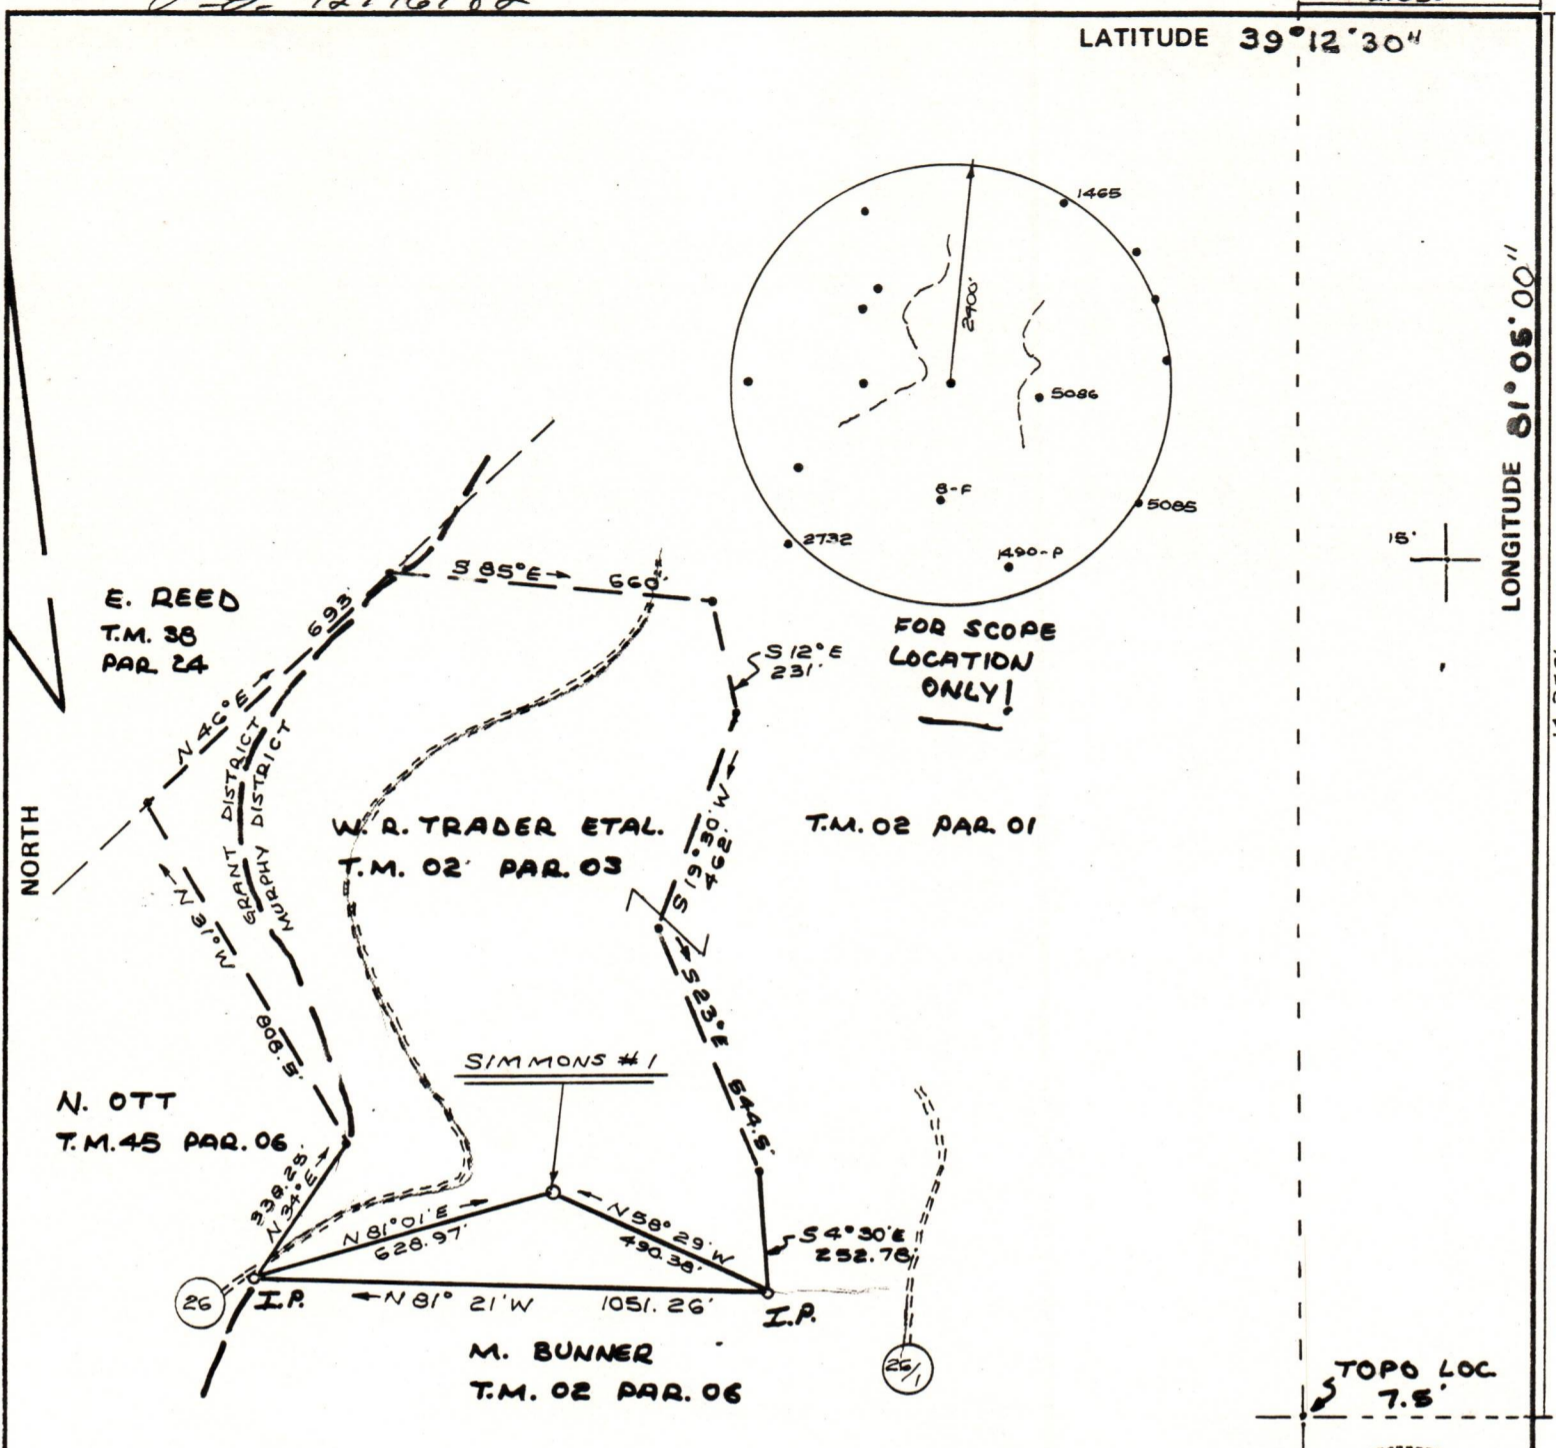 LATITUDE 39°12'30"
LONGITUDE 81°05'00"
1465
2400'
5086
8-F
5085
2732
1490-P
15'
FOR SCOPE
LOCATION
ONLY!
S 85°E
660'
E. REED
T.M. 38
PAR 24
693'
S 12°E
231'
N 46°E
GRANT DISTRICT
MURPHY DISTRICT
NORTH
W. R. TRADER ETAL.
T.M. 02 PAR. 03
T.M. 02 PAR. 01
S 19°30'W
462'
N 31°W
808.5'
S 23°E
544.5'
SIMMONS #1
N. OTT
T.M. 45 PAR. 06
N 34°E
N 81°01'E
628.97'
N 58°29'W
490.38'
S 4°30'E
252.78'
26
I.P.
N 81° 21'W 1051.26'
I.P.
M. BUNNER
T.M. 02 PAR. 06
26/1
TOPO LOC.
7.5'